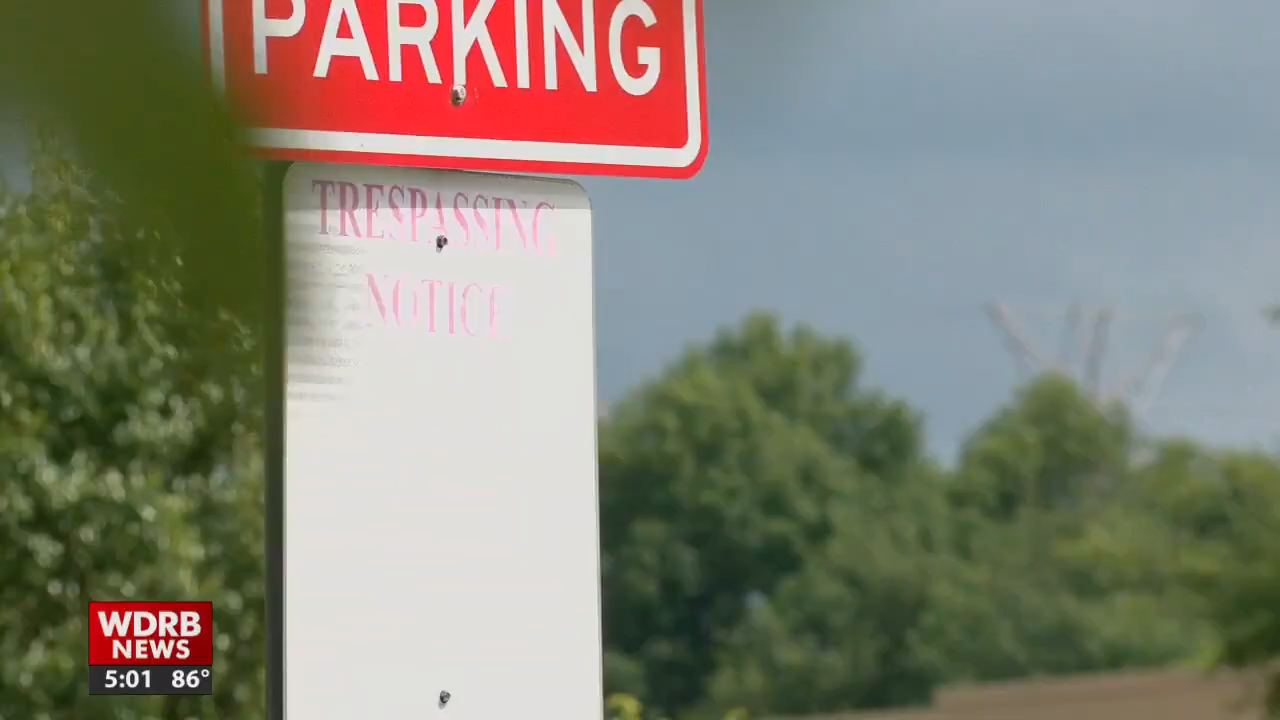 PARKING
TRESPASSING
NOTICE
WDRB
NEWS
5:01 86°